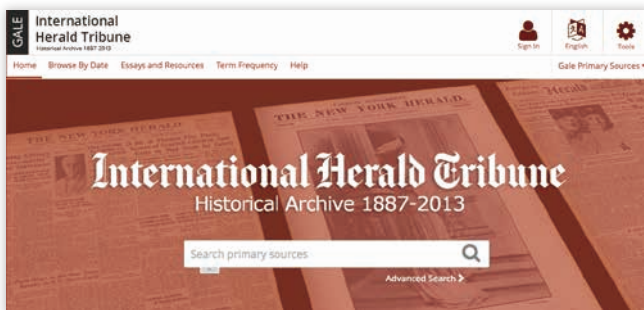 GALE
International
Herald Tribune
Historical Archive 1887-2013
Sign In
English
Tools
Home Browse By Date Essays and Resources Term Frequency Help Gale Primary Sources
THE NEW YORK HERALD.
THE NEW YORK HERALD.
Herald
International Herald Tribune
Historical Archive 1887-2013
Search primary sources
Advanced Search